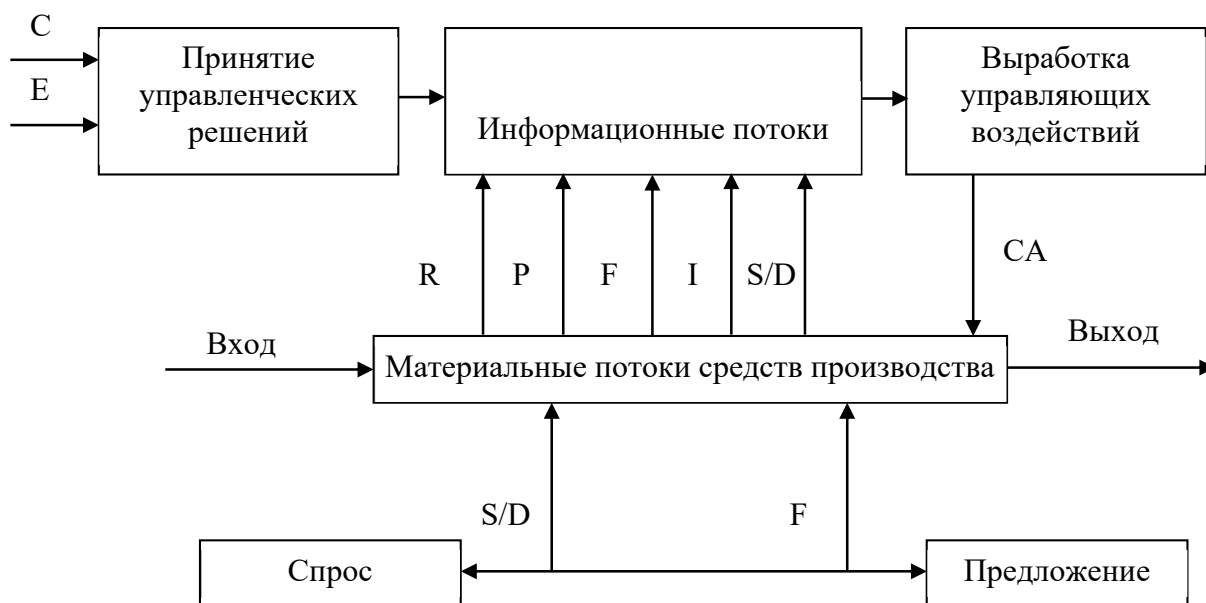 C
E
Принятие
управленческих
решений
Информационные потоки
Выработка
управляющих
воздействий
R P F I S/D
CA
Вход
Материальные потоки средств производства
Выход
S/D F
Спрос
Предложение